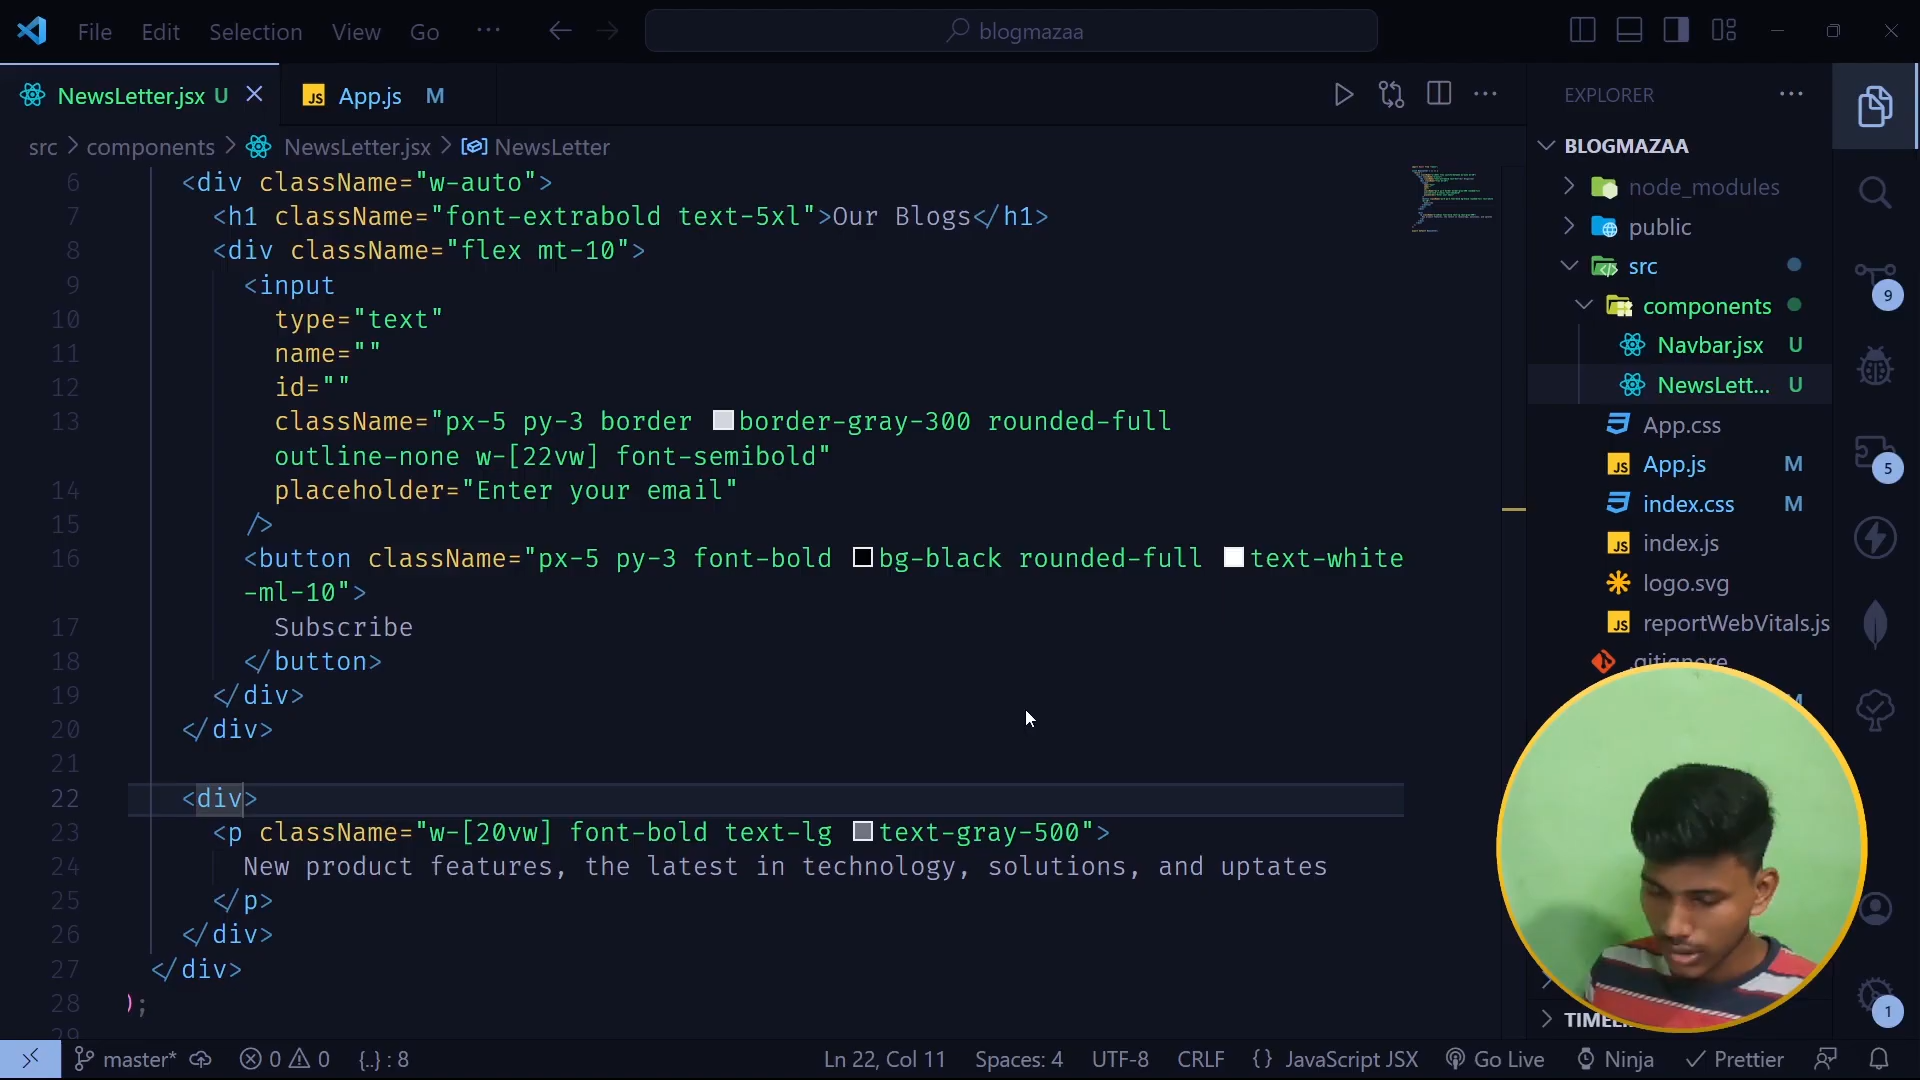 File Edit Selection View Go ··· blogmazaa
NewsLetter.jsx U App.js M
src > components > NewsLetter.jsx > NewsLetter
6 <div className="w-auto">
7 <h1 className="font-extrabold text-5xl">Our Blogs</h1>
8 <div className="flex mt-10">
9 <input
10 type="text"
11 name=""
12 id=""
13 className="px-5 py-3 border border-gray-300 rounded-full
outline-none w-[22vw] font-semibold"
14 placeholder="Enter your email"
15 />
16 <button className="px-5 py-3 font-bold bg-black rounded-full text-white
-ml-10">
17 Subscribe
18 </button>
19 </div>
20 </div>
21
22 <div>
23 <p className="w-[20vw] font-bold text-lg text-gray-500">
24 New product features, the latest in technology, solutions, and uptates
25 </p>
26 </div>
27 </div>
28 );
29
EXPLORER ···
BLOGMAZAA
node_modules
public
src
components
Navbar.jsx U
NewsLett... U
App.css
App.js M
index.css M
index.js
logo.svg
reportWebVitals.js
.gitignore
9
5
1
master* 0 0 {..} : 8 Ln 22, Col 11 Spaces: 4 UTF-8 CRLF {} JavaScript JSX Go Live Ninja Prettier